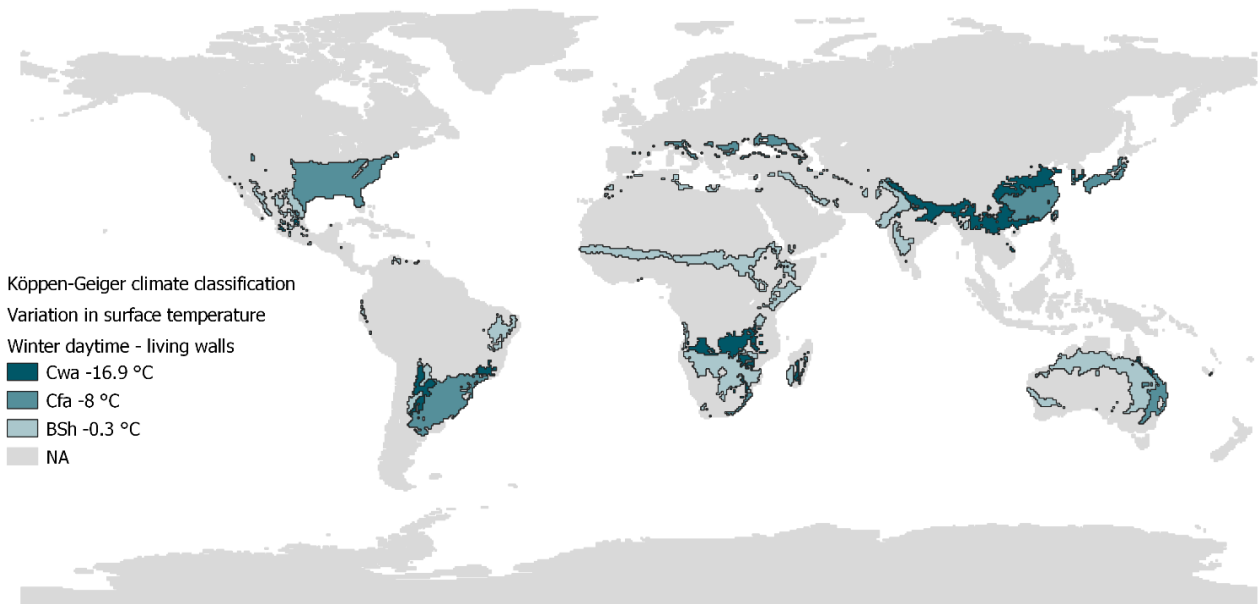 Köppen-Geiger climate classification
Variation in surface temperature
Winter daytime - living walls
Cwa -16.9 °C
Cfa -8 °C
BSh -0.3 °C
NA